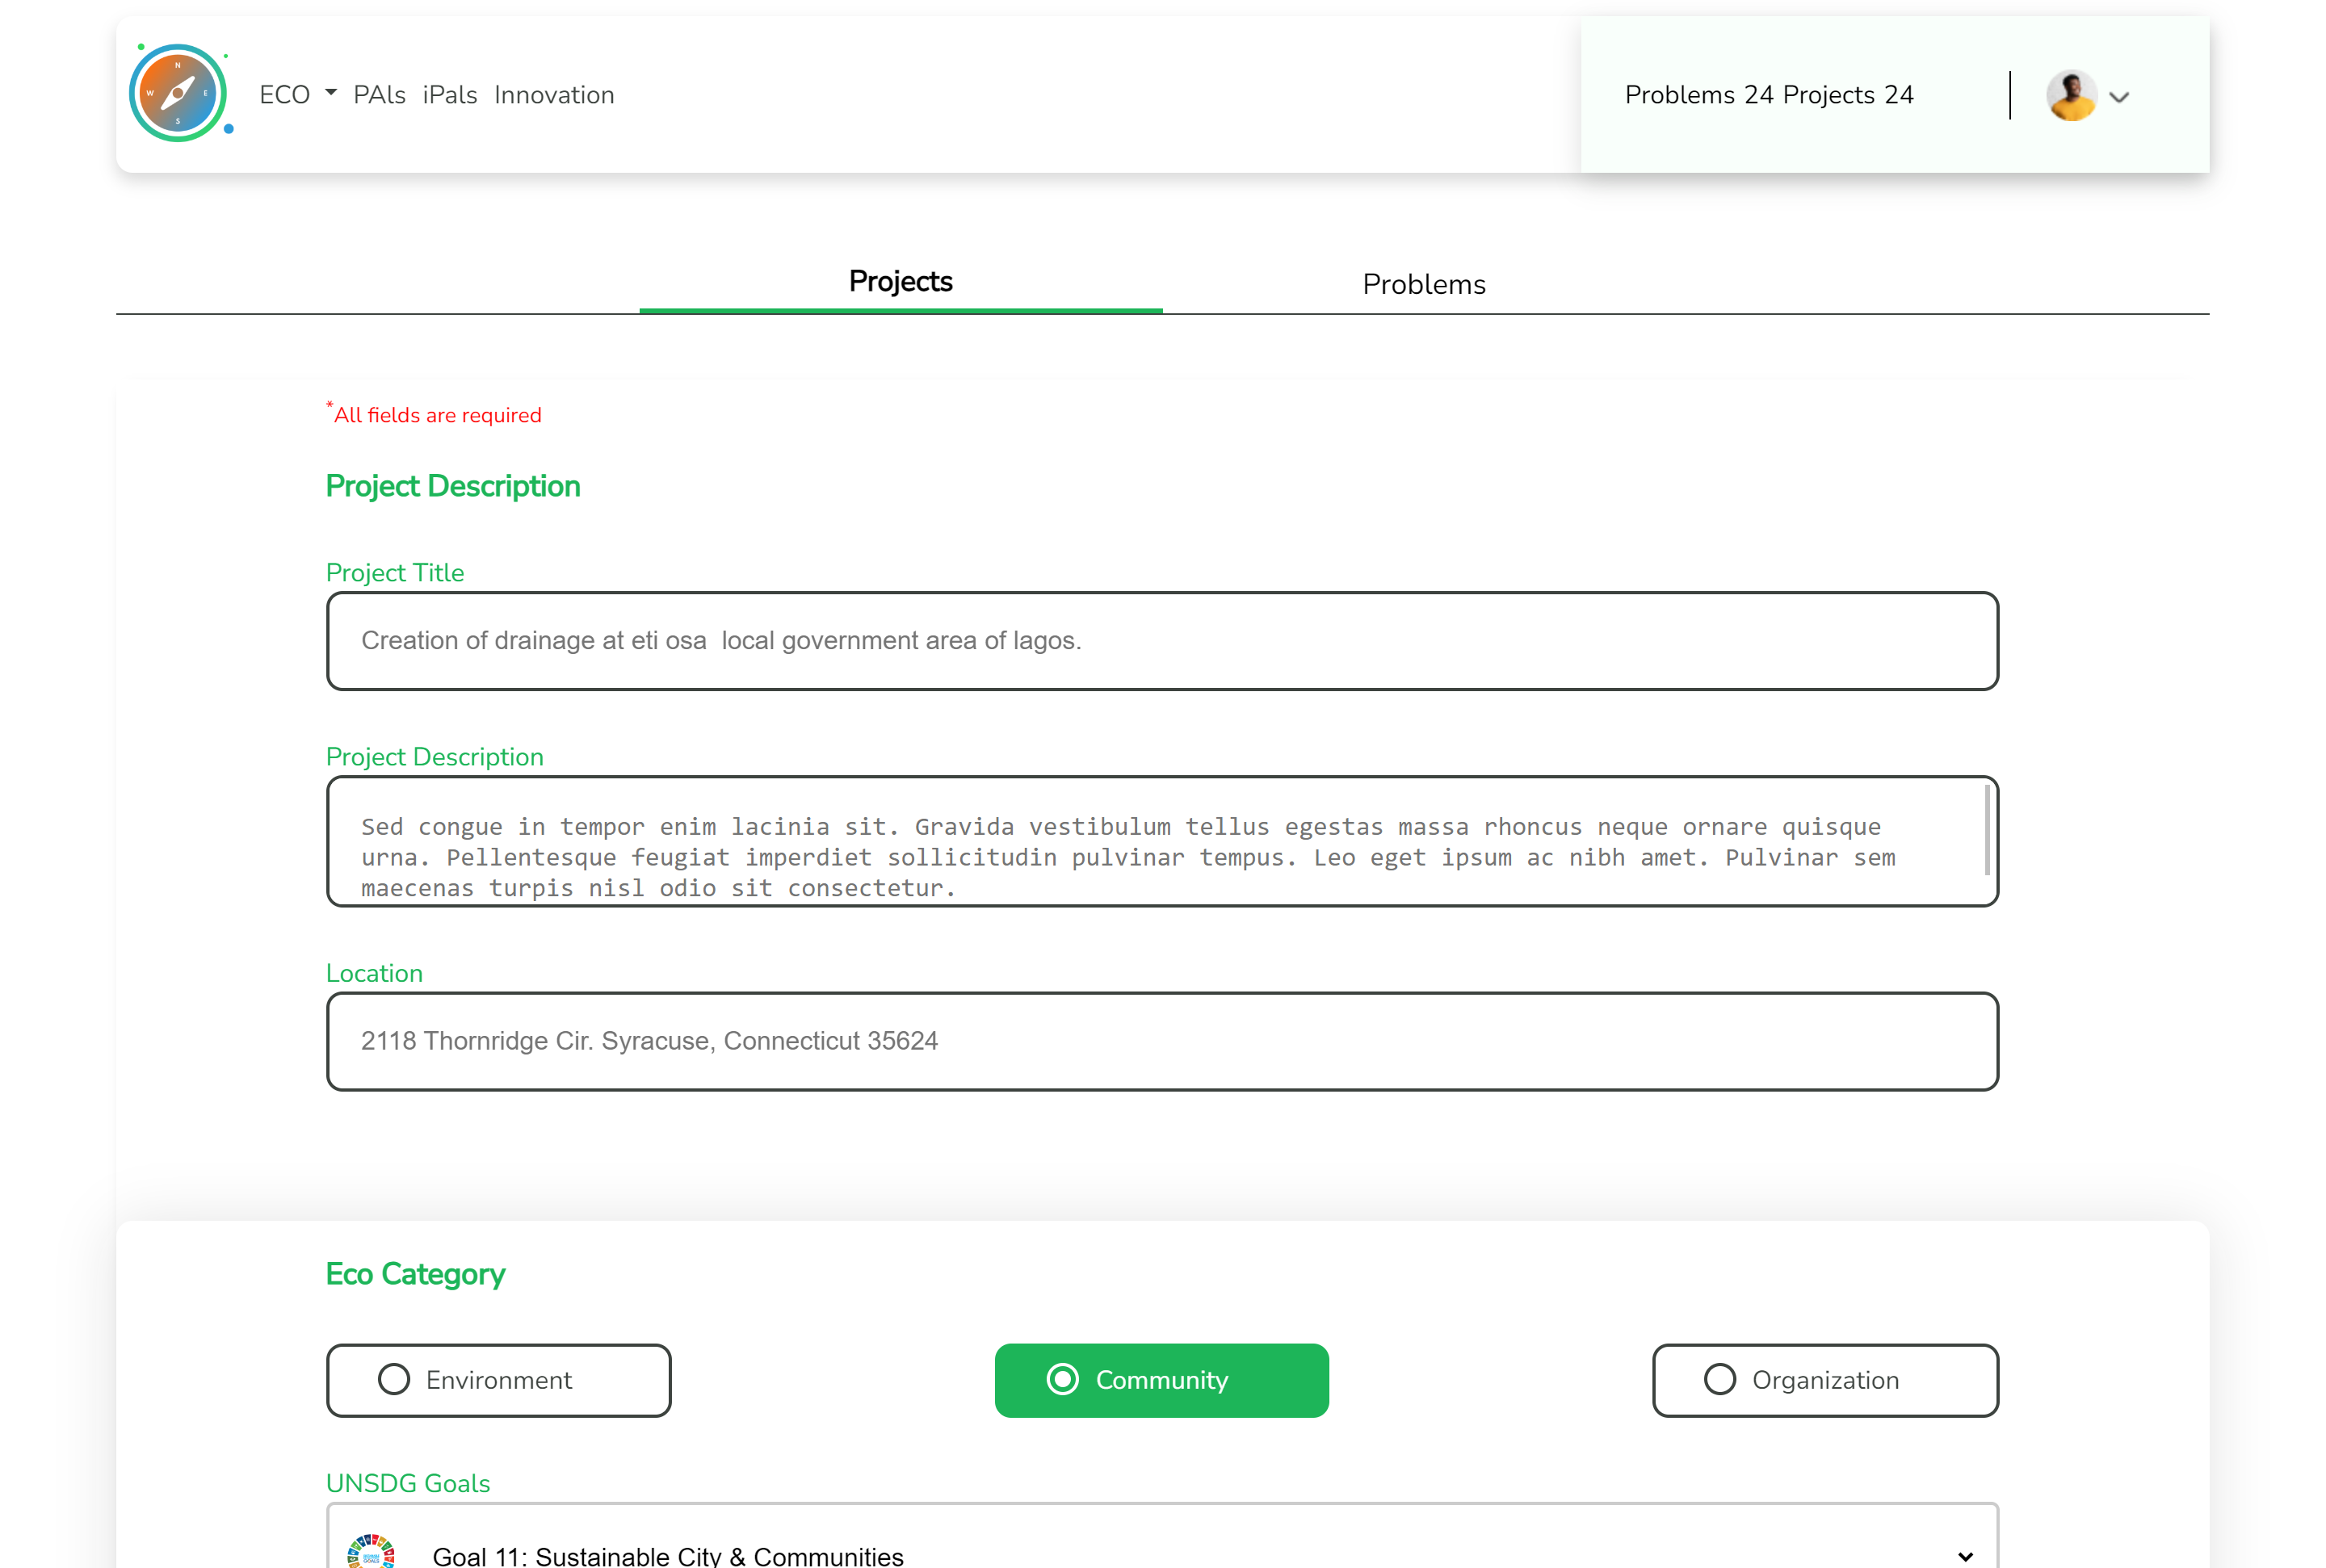 N
W E
S
ECO PAls iPals Innovation
Problems 24 Projects 24
Projects Problems
*All fields are required
Project Description
Project Title
Creation of drainage at eti osa  local government area of lagos.
Project Description
Sed congue in tempor enim lacinia sit. Gravida vestibulum tellus egestas massa rhoncus neque ornare quisque
urna. Pellentesque feugiat imperdiet sollicitudin pulvinar tempus. Leo eget ipsum ac nibh amet. Pulvinar sem
maecenas turpis nisl odio sit consectetur.
Location
2118 Thornridge Cir. Syracuse, Connecticut 35624
Eco Category
Environment Community Organization
UNSDG Goals
Goal 11: Sustainable City & Communities